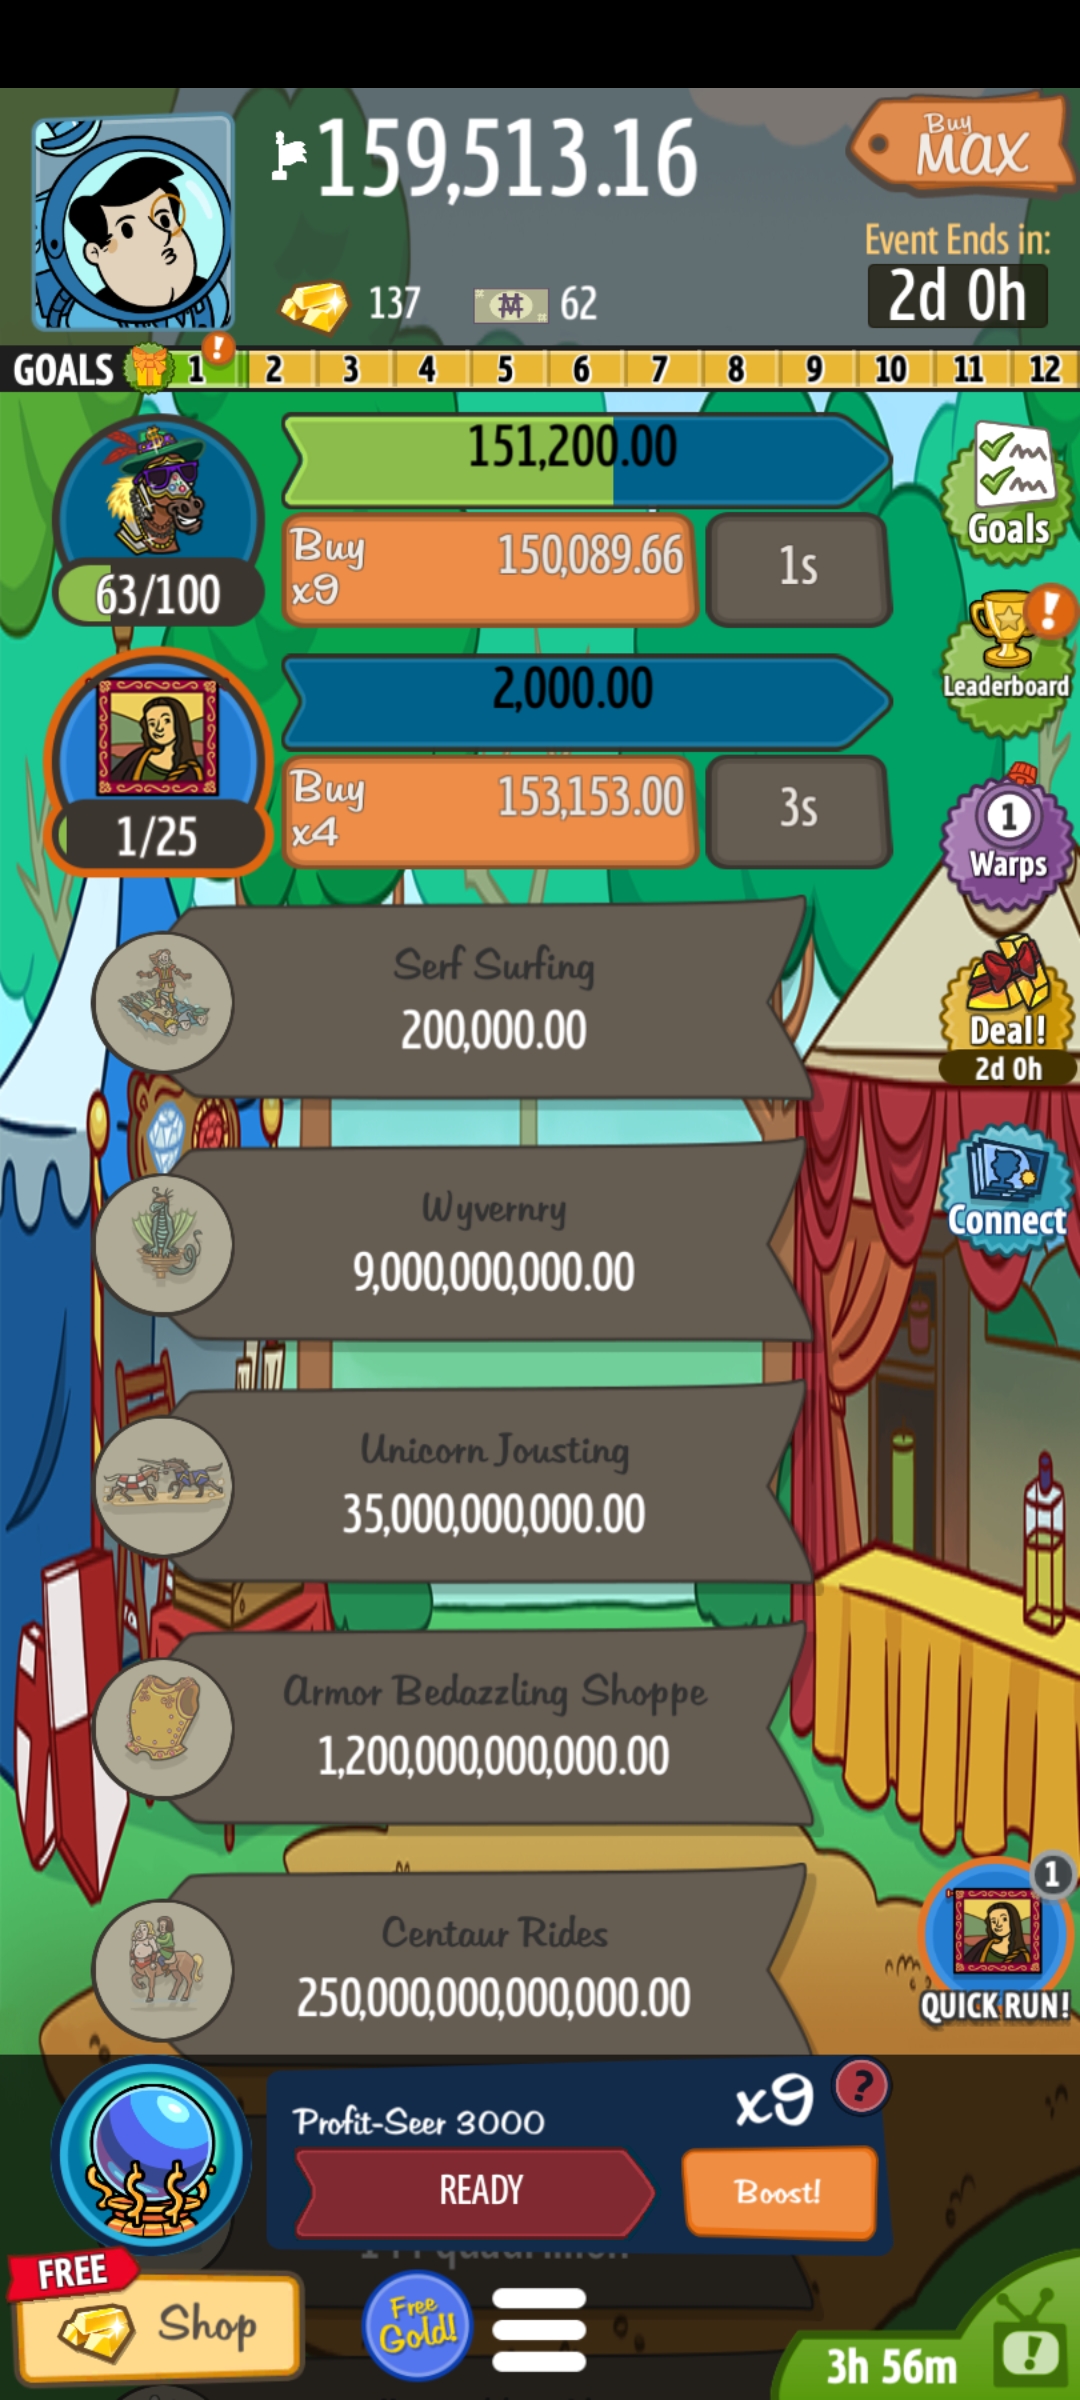 159,513.16
Buy
MAX
Event Ends in:
2d 0h
137
62
GOALS 1 ! 2 3 4 5 6 7 8 9 10 11 12
151,200.00
Buy
x9
150,089.66
1s
63/100
Goals
!
Leaderboard
2,000.00
Buy
x4
153,153.00
3s
1/25
1
Warps
Serf Surfing
200,000.00
Deal!
2d 0h
Wyvernry
9,000,000,000.00
Connect
Unicorn Jousting
35,000,000,000.00
Armor Bedazzling Shoppe
1,200,000,000,000.00
Centaur Rides
250,000,000,000,000.00
1
QUICK RUN!
Profit-Seer 3000
x9
?
READY
Boost!
FREE
Shop
Free
Gold!
3h 56m
!